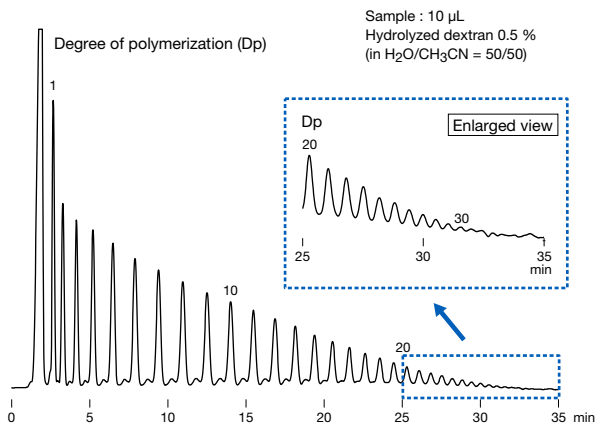 Sample : 10 µL
Hydrolyzed dextran 0.5 %
(in H2O/CH3CN = 50/50)
Degree of polymerization (Dp)
1
10
20
Dp
Enlarged view
20
30
25 30 35
min
0 5 10 15 20 25 30 35 min